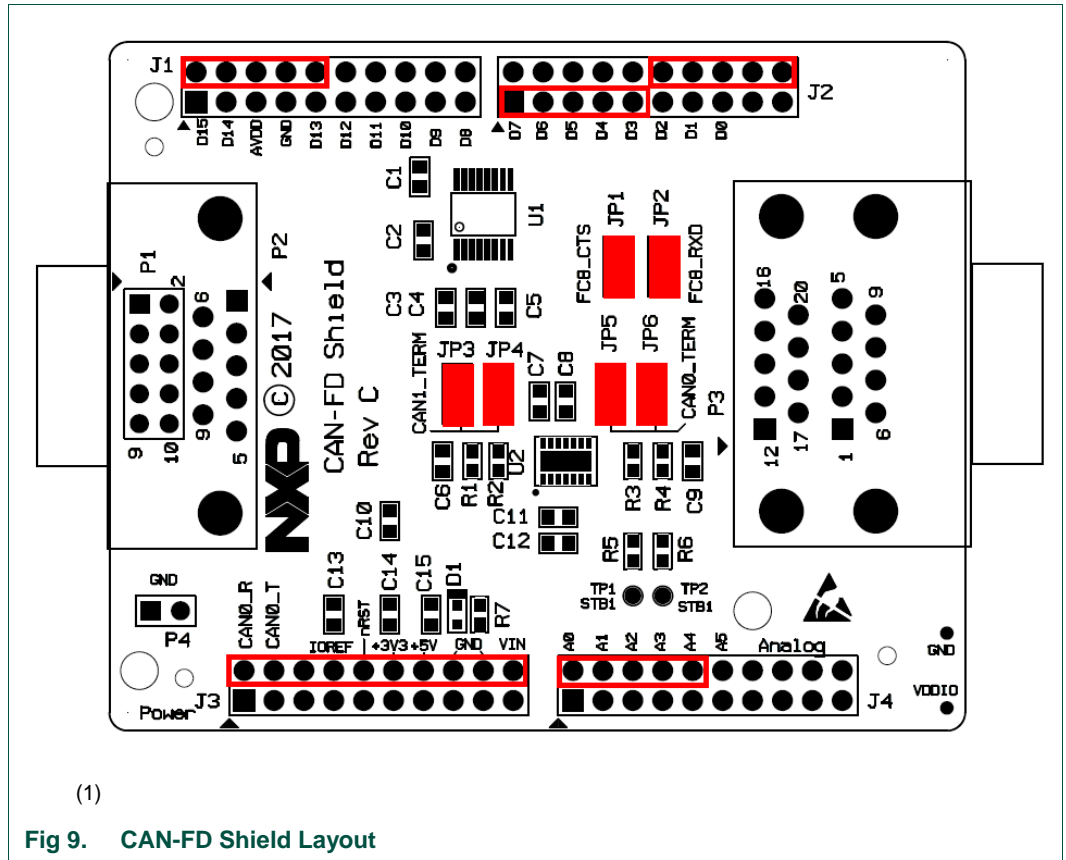 J1
J2
D15
D14
AVDD
GND
D13
D12
D11
D10
D9
D8
D7
D6
D5
D4
D3
D2
D1
D0
C1
C2
U1
JP1
JP2
FC8_CTS
FC8_RXD
P1
2
6
P2
9
10
9
5
© 2017
NXP
CAN-FD Shield
Rev C
C3
C4
C5
CAN1_TERM
JP3
JP4
C7
C8
JP5
JP6
CAN0_TERM
P3
16
20
5
9
12
17
1
6
C6
R1
R2
U2
R3
R4
C9
C10
C11
C12
R5
R6
C13
C14
C15
D1
R7
TP1
STB1
TP2
STB1
GND
P4
CAN0_R
CAN0_T
IOREF
nRST
+3V3
+5V
GND
VIN
A0
A1
A2
A3
A4
A5
Analog
GND
VDDIO
J3
Power
J4
(1)
Fig 9. CAN-FD Shield Layout